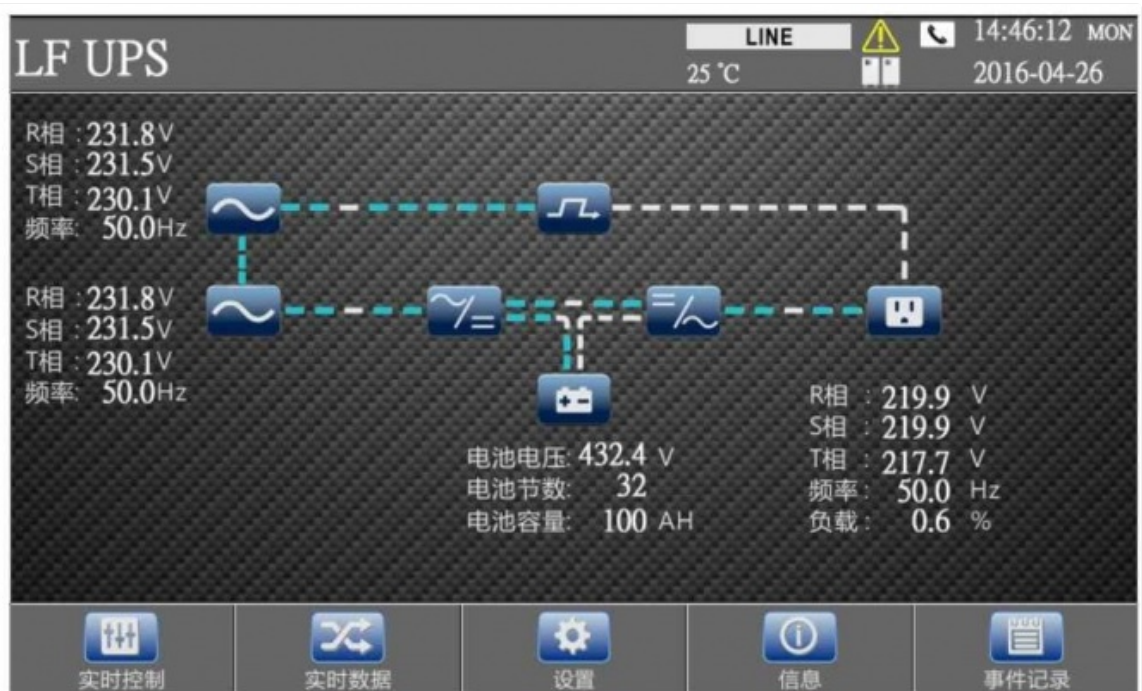 LF UPS
LINE
14:46:12 MON
25 ℃
2016-04-26
R相 : 231.8V
S相 : 231.5V
T相 : 230.1V
频率: 50.0Hz
R相 : 231.8V
S相 : 231.5V
T相 : 230.1V
频率: 50.0Hz
电池电压: 432.4 V
电池节数: 32
电池容量: 100 AH
R相 : 219.9 V
S相 : 219.9 V
T相 : 217.7 V
频率 : 50.0 Hz
负载 : 0.6 %
实时控制
实时数据
设置
信息
事件记录